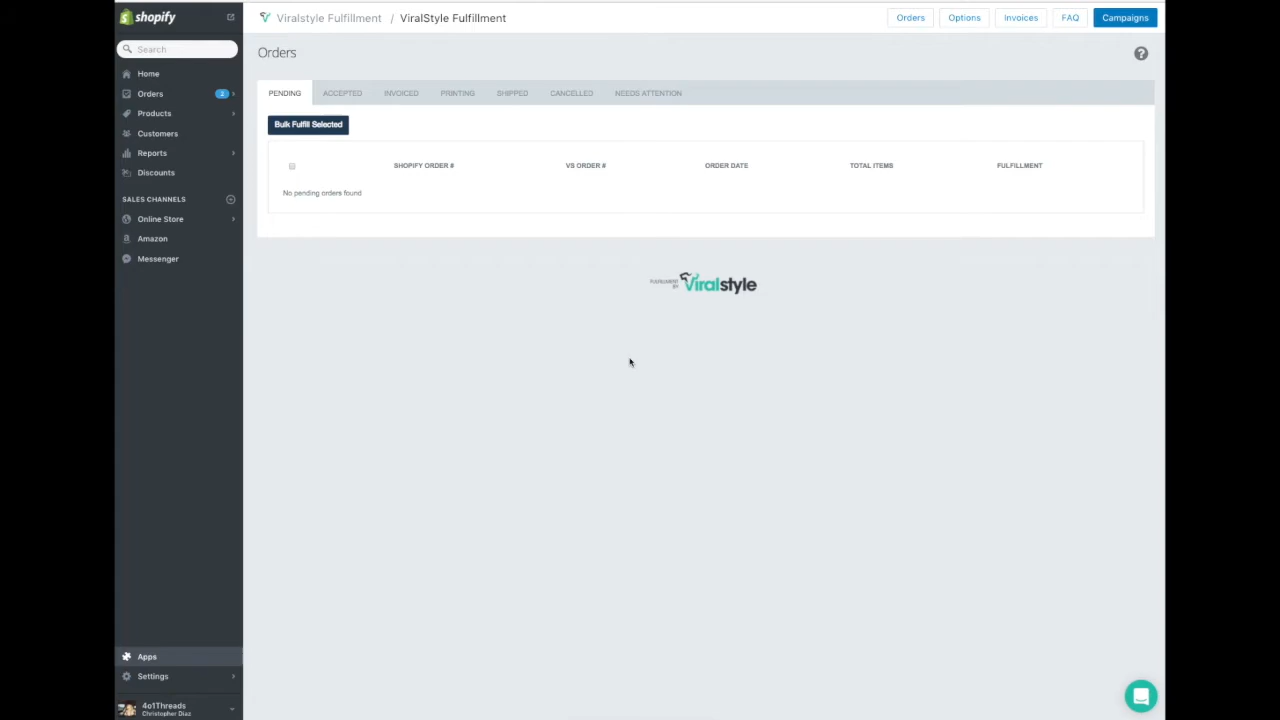 shopify
Viralstyle Fulfillment / ViralStyle Fulfillment
Orders
Options
Invoices
FAQ
Campaigns
Search
Home
Orders 2
Products
Customers
Reports
Discounts
SALES CHANNELS
Online Store
Amazon
Messenger
Apps
Settings
4o1Threads
Christopher Diaz
Orders
PENDING
ACCEPTED
INVOICED
PRINTING
SHIPPED
CANCELLED
NEEDS ATTENTION
Bulk Fulfill Selected
SHOPIFY ORDER #
VS ORDER #
ORDER DATE
TOTAL ITEMS
FULFILLMENT
No pending orders found
FULFILLMENT
BY
Viralstyle